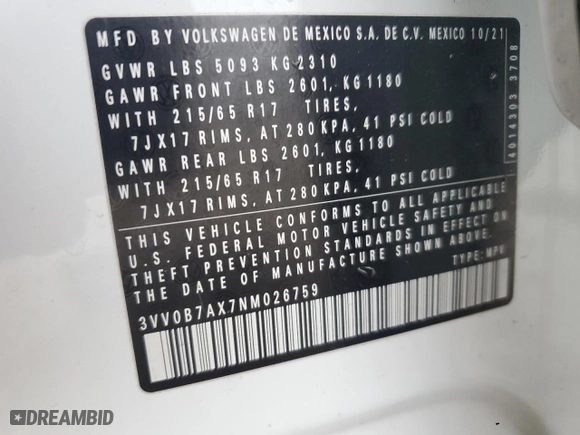 MFD BY VOLKSWAGEN DE MEXICO S.A. DE C.V. MEXICO 10/21
GVWR LBS 5093 KG 2310
GAWR FRONT LBS 2601, KG 1180
WITH 215/65 R17 TIRES,
7JX17 RIMS, AT 280 KPA, 41 PSI COLD
GAWR REAR LBS 2601, KG 1180
WITH 215/65 R17 TIRES,
7JX17 RIMS, AT 280 KPA, 41 PSI COLD
THIS VEHICLE CONFORMS TO ALL APPLICABLE
U.S. FEDERAL MOTOR VEHICLE SAFETY AND
THEFT PREVENTION STANDARDS IN EFFECT ON
THE DATE OF MANUFACTURE SHOWN ABOVE.
3VV0B7AX7NM026759 TYPE: MPV
4014303 3708
DREAMBID